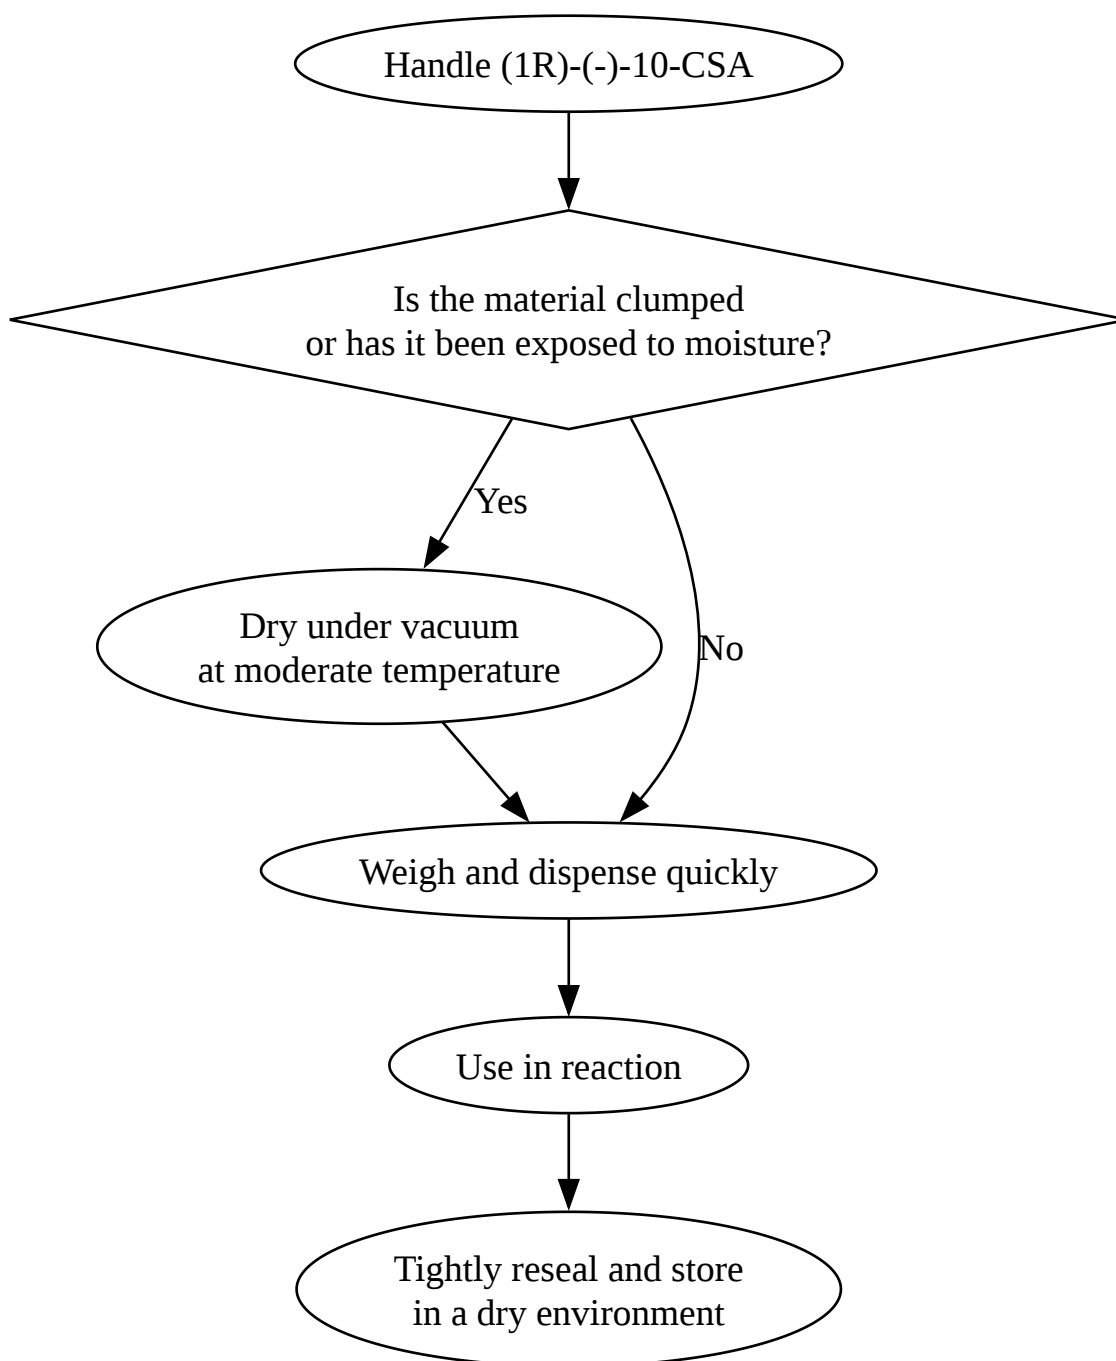 Handle (1R)-(-)-10-CSA
Is the material clumped
or has it been exposed to moisture?
Yes
Dry under vacuum
at moderate temperature
No
Weigh and dispense quickly
Use in reaction
Tightly reseal and store
in a dry environment